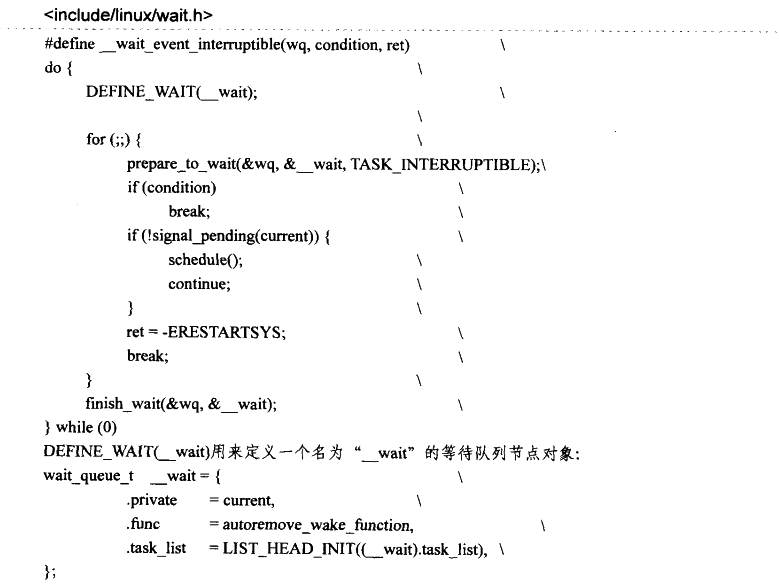 <include/linux/wait.h>
#define __wait_event_interruptible(wq, condition, ret) \
do { \
DEFINE_WAIT(__wait); \
\
for (;;) { \
prepare_to_wait(&wq, &__wait, TASK_INTERRUPTIBLE);\
if (condition) \
break; \
if (!signal_pending(current)) { \
schedule(); \
continue; \
} \
ret = -ERESTARTSYS; \
break; \
} \
finish_wait(&wq, &__wait); \
} while (0)
DEFINE_WAIT(__wait)用来定义一个名为“__wait”的等待队列节点对象:
wait_queue_t __wait = { \
.private = current, \
.func = autoremove_wake_function, \
.task_list = LIST_HEAD_INIT((__wait).task_list), \
};